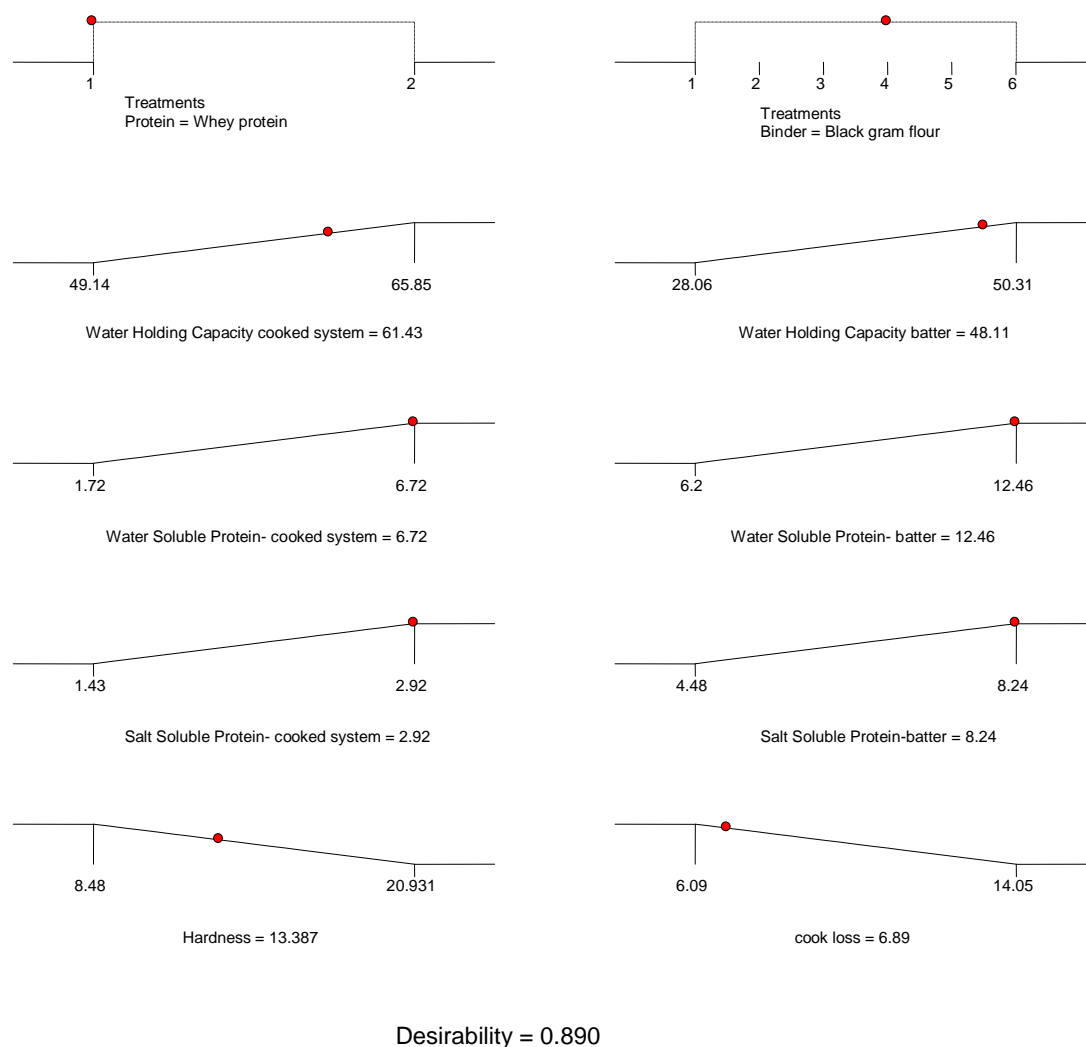 1 2
Treatments
Protein = Whey protein
1 2 3 4 5 6
Treatments
Binder = Black gram flour
49.14 65.85
Water Holding Capacity cooked system = 61.43
28.06 50.31
Water Holding Capacity batter = 48.11
1.72 6.72
Water Soluble Protein- cooked system = 6.72
6.2 12.46
Water Soluble Protein- batter = 12.46
1.43 2.92
Salt Soluble Protein- cooked system = 2.92
4.48 8.24
Salt Soluble Protein-batter = 8.24
8.48 20.931
Hardness = 13.387
6.09 14.05
cook loss = 6.89
Desirability = 0.890